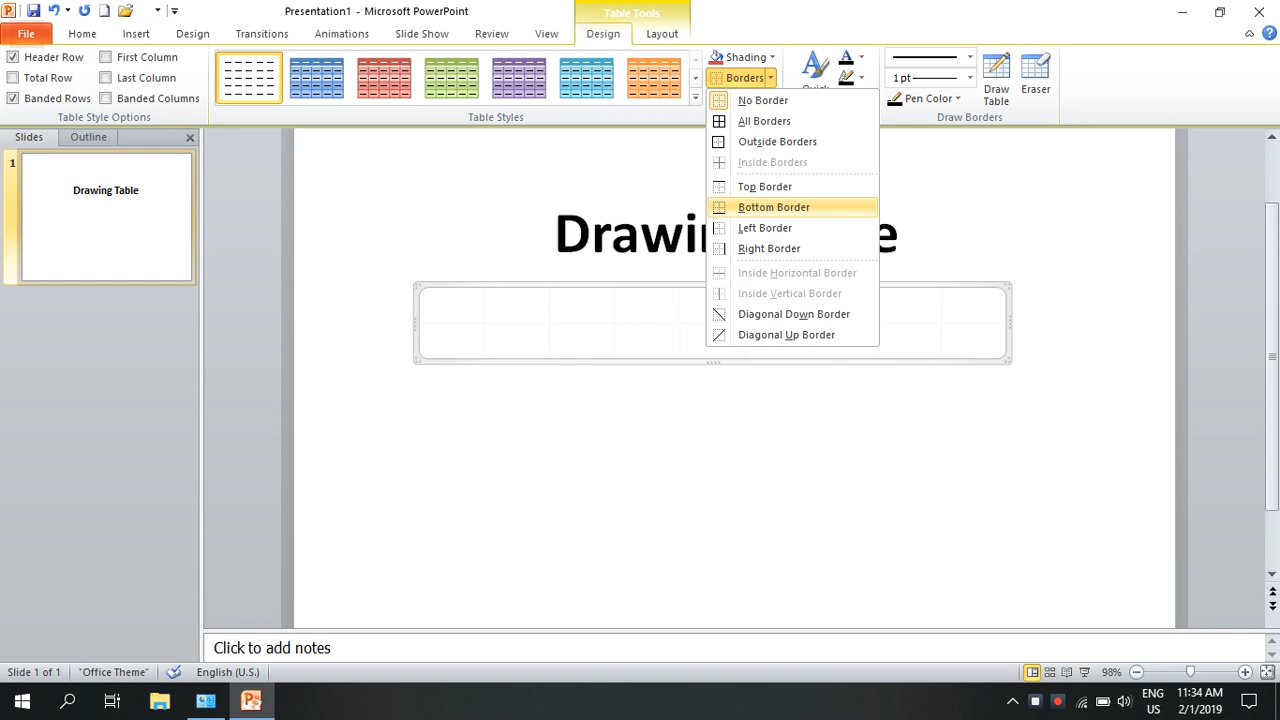 Presentation1 - Microsoft PowerPoint
Table Tools
File Home Insert Design Transitions Animations Slide Show Review View Design Layout
Header Row First Column
Total Row Last Column
Banded Rows Banded Columns
Table Style Options
Table Styles
Shading
Borders
1 pt
Pen Color
Draw Table
Eraser
Draw Borders
No Border
All Borders
Outside Borders
Inside Borders
Top Border
Bottom Border
Left Border
Right Border
Inside Horizontal Border
Inside Vertical Border
Diagonal Down Border
Diagonal Up Border
Slides Outline
1
Drawing Table
Click to add notes
Slide 1 of 1 "Office Theme" English (U.S.) 98%
ENG
US
11:34 AM
2/1/2019